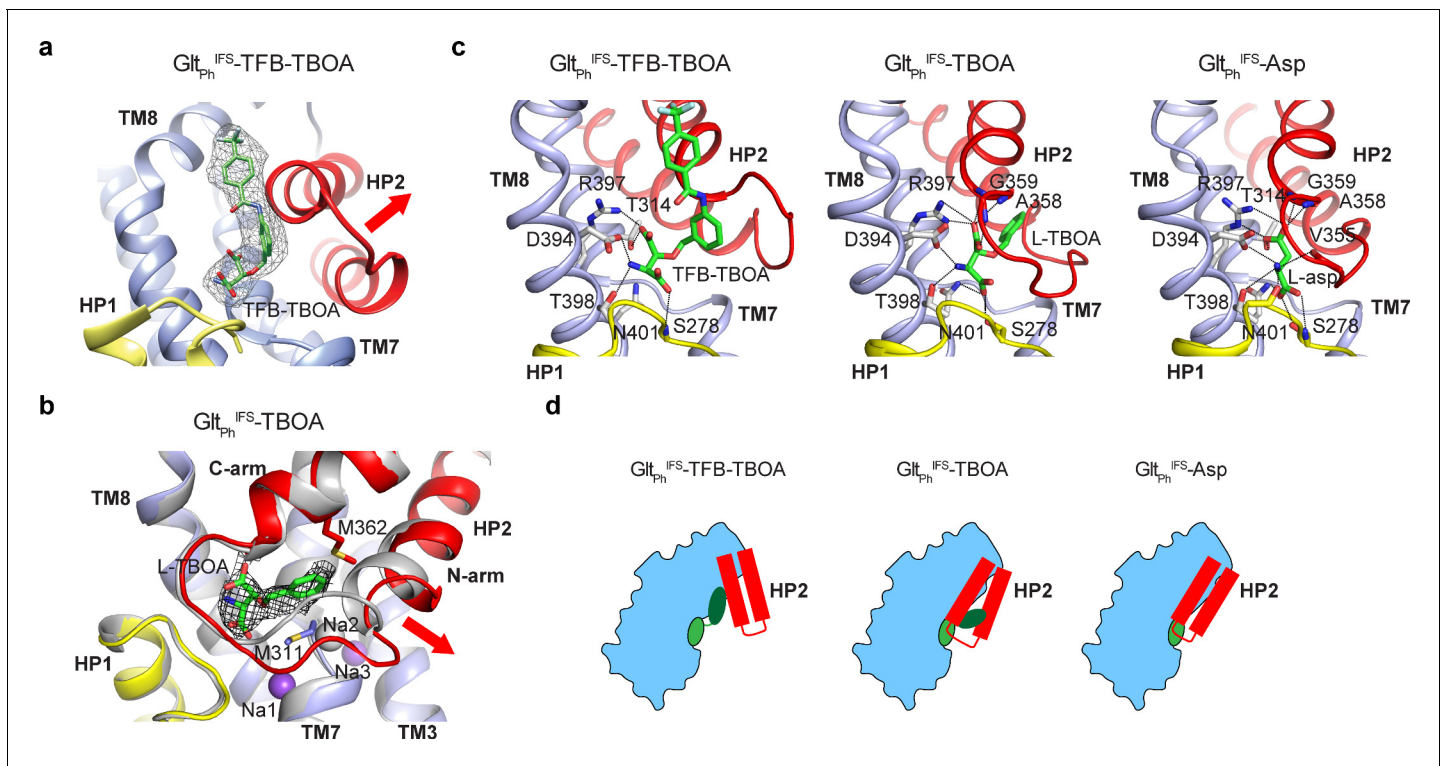 a
Glt_Ph^IFS-TFB-TBOA
TM8
HP2
HP1
TFB-TBOA
TM7
b
Glt_Ph^IFS-TBOA
C-arm
TM8
M362
HP2
L-TBOA
N-arm
Na2
M311
HP1
Na3
Na1
TM7
TM3
c
Glt_Ph^IFS-TFB-TBOA
HP2
TM8
R397
T314
D394
TFB-TBOA
T398
TM7
N401
S278
HP1
Glt_Ph^IFS-TBOA
HP2
TM8
R397
G359
A358
D394
L-TBOA
T398
TM7
N401
S278
HP1
Glt_Ph^IFS-Asp
HP2
TM8
R397
T314
G359
A358
D394
V355
L-asp
T398
TM7
N401
S278
HP1
d
Glt_Ph^IFS-TFB-TBOA
HP2
Glt_Ph^IFS-TBOA
HP2
Glt_Ph^IFS-Asp
HP2